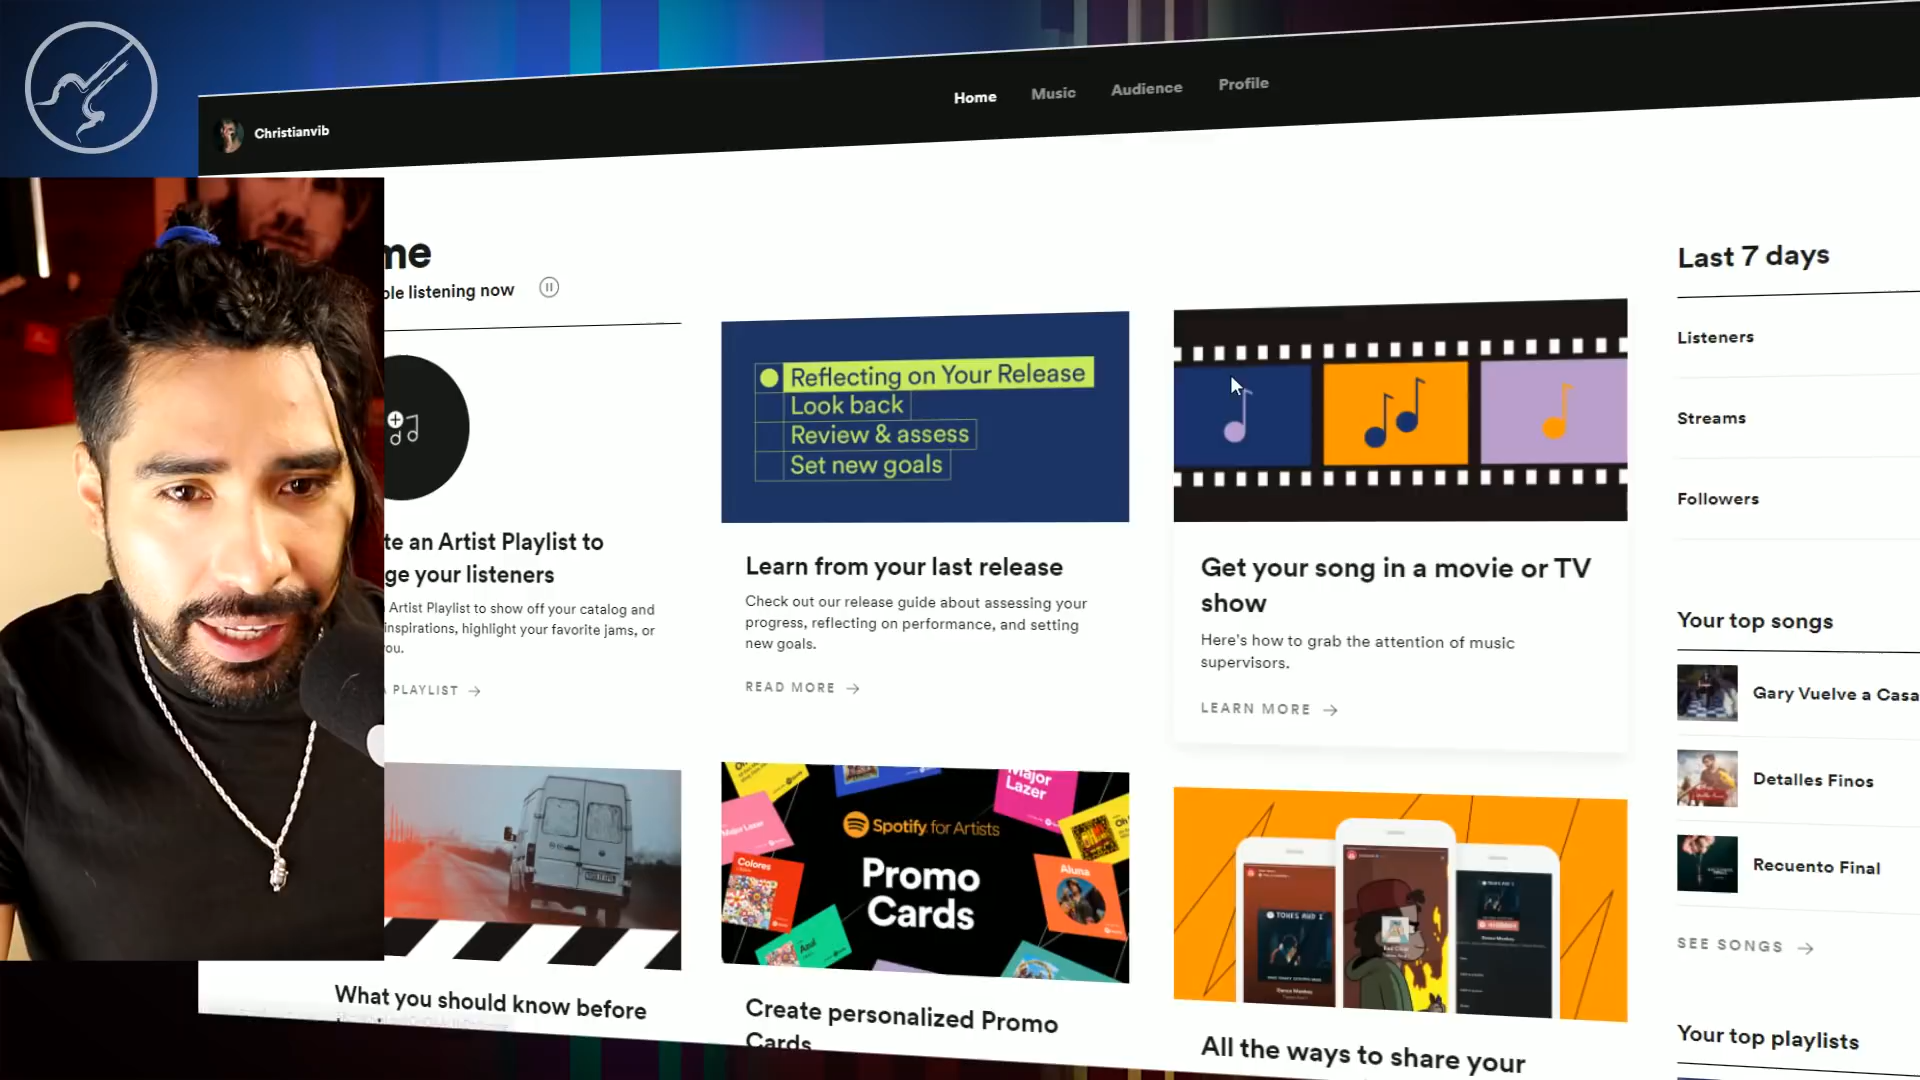 Christianvib
Home
Music
Audience
Profile
me
ple listening now
te an Artist Playlist to
ge your listeners
Artist Playlist to show off your catalog and
inspirations, highlight your favorite jams, or
ou.
A PLAYLIST
Reflecting on Your Release
Look back
Review & assess
Set new goals
Learn from your last release
Check out our release guide about assessing your
progress, reflecting on performance, and setting
new goals.
READ MORE
Get your song in a movie or TV
show
Here's how to grab the attention of music
supervisors.
LEARN MORE
What you should know before
Major
Lazer
Major Lazer
Colores
Azul
Aluna
Spotify for Artists
Promo
Cards
Create personalized Promo
Cards
TONES AND I
All the ways to share your
Last 7 days
Listeners
Streams
Followers
Your top songs
Gary Vuelve a Casa
Detalles Finos
Recuento Final
SEE SONGS
Your top playlists